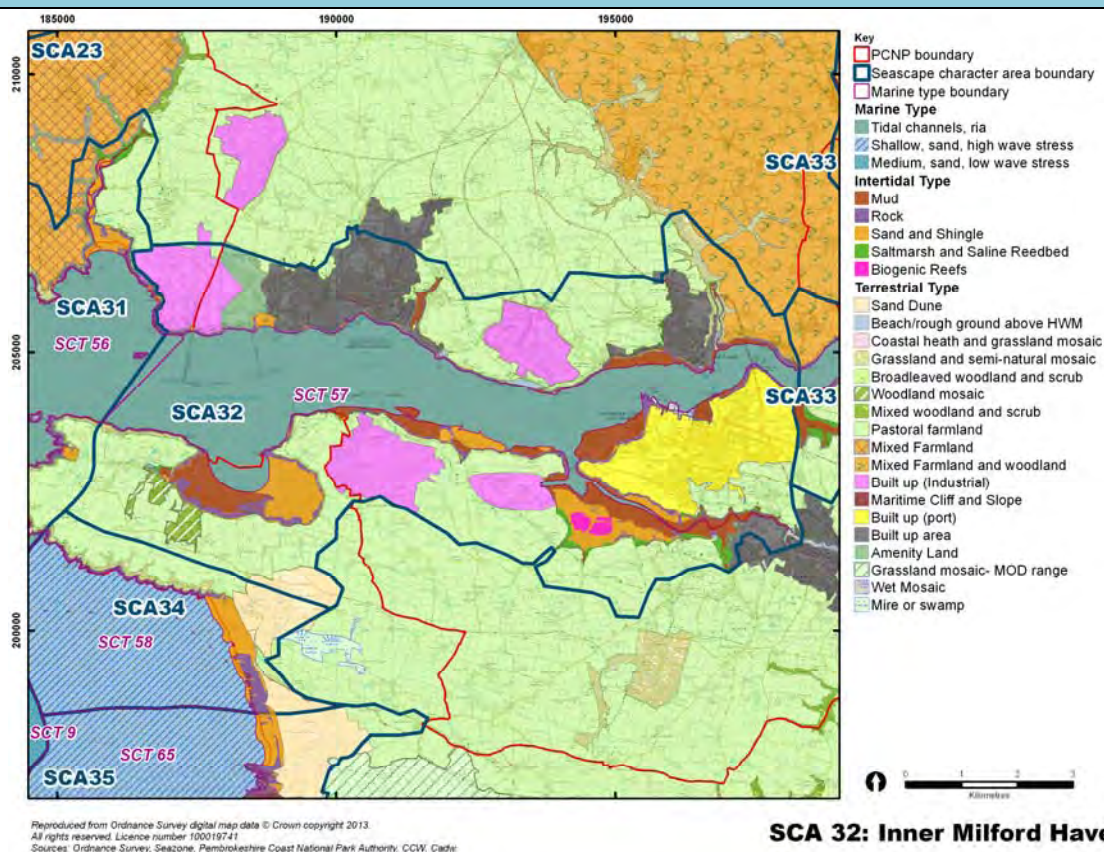 185000 190000 195000
210000
205000
200000
SCA23
SCA33
SCA31
SCT 56
SCA32
SCT 57
SCA33
SCA34
SCT 58
SCT 9
SCT 65
SCA35
Key
PCNP boundary
Seascape character area boundary
Marine type boundary
Marine Type
Tidal channels, ria
Shallow, sand, high wave stress
Medium, sand, low wave stress
Intertidal Type
Mud
Rock
Sand and Shingle
Saltmarsh and Saline Reedbed
Biogenic Reefs
Terrestrial Type
Sand Dune
Beach/rough ground above HWM
Coastal heath and grassland mosaic
Grassland and semi-natural mosaic
Broadleaved woodland and scrub
Woodland mosaic
Mixed woodland and scrub
Pastoral farmland
Mixed Farmland
Mixed Farmland and woodland
Built up (Industrial)
Maritime Cliff and Slope
Built up (port)
Built up area
Amenity Land
Grassland mosaic- MOD range
Wet Mosaic
Mire or swamp
0 1 2 3
Kilometres
Reproduced from Ordnance Survey digital map data © Crown copyright 2013.
All rights reserved. Licence number 100019741
Sources: Ordnance Survey, Seazone, Pembrokeshire Coast National Park Authority, CCW, Cadw
SCA 32: Inner Milford Have